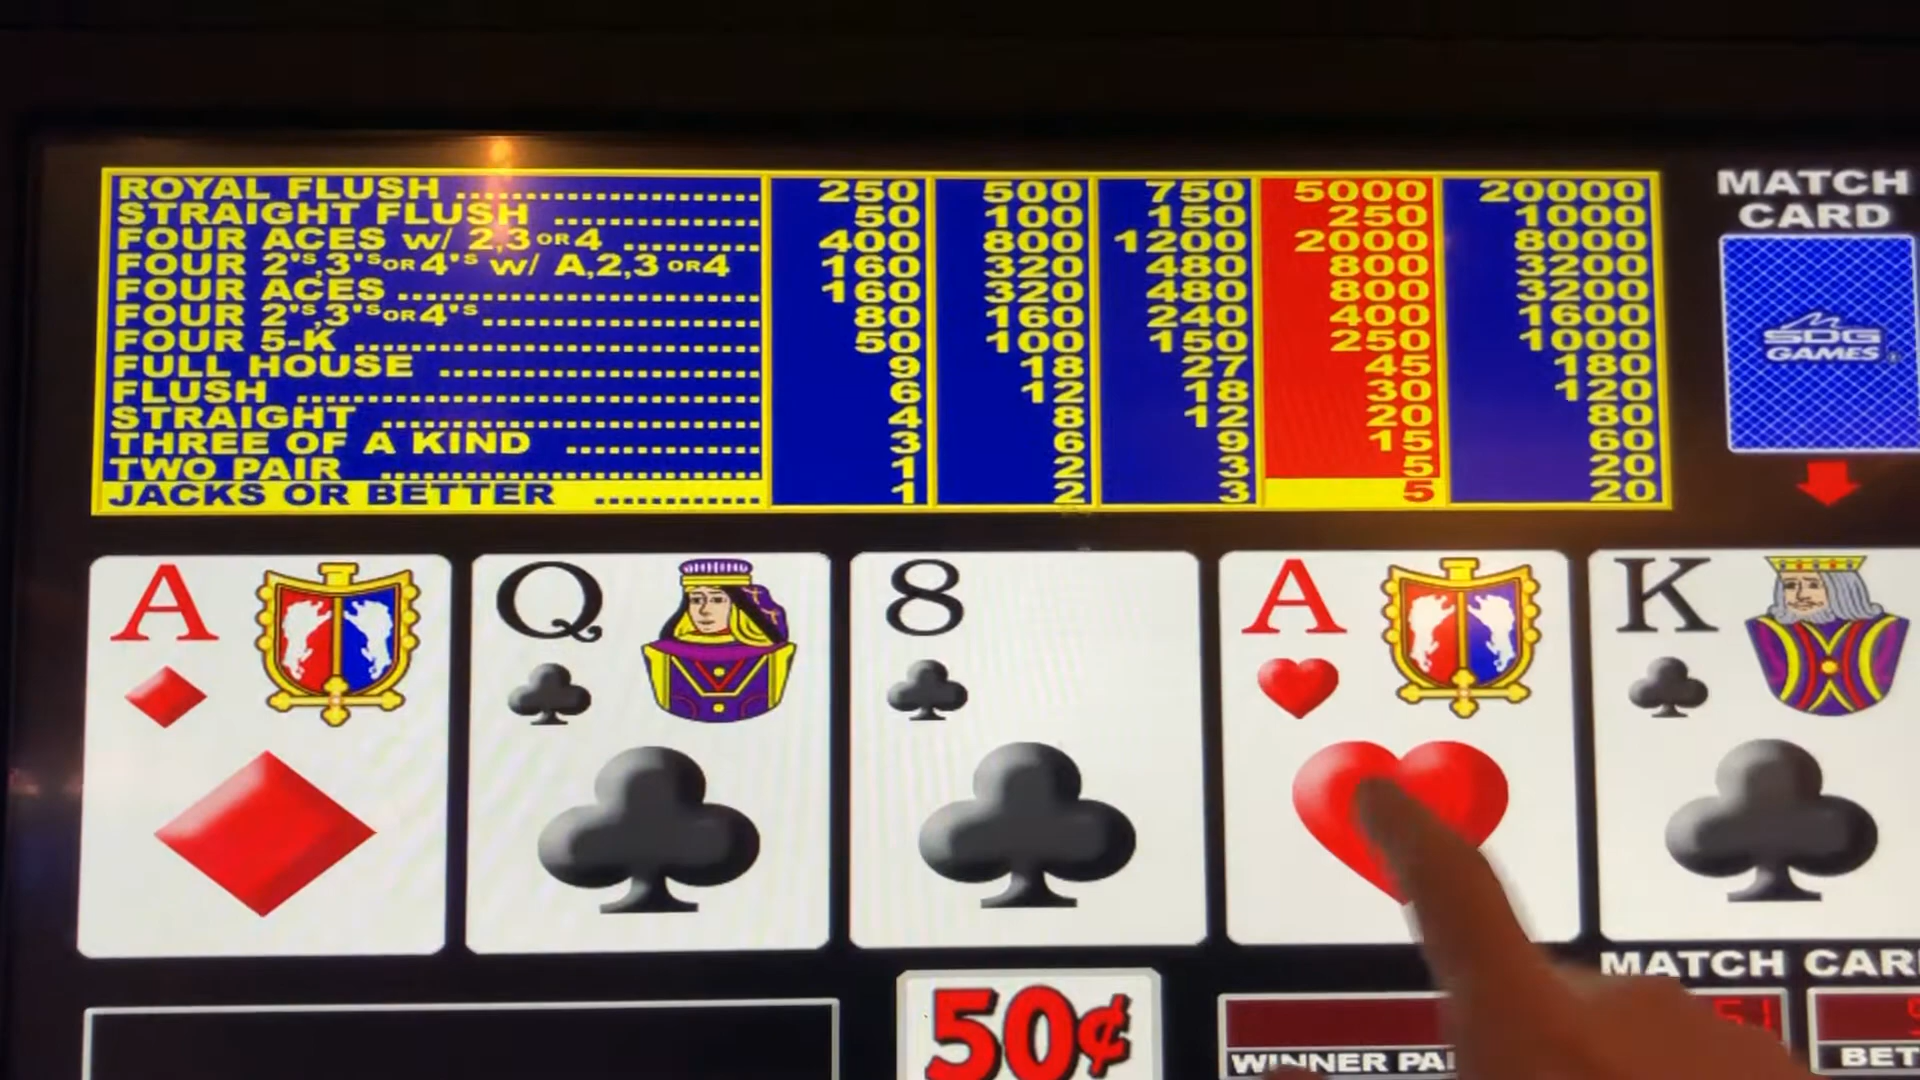 ROYAL FLUSH ........................ 250 500 750 5000 20000
STRAIGHT FLUSH ................ 50 100 150 250 1000
FOUR ACES w/ 2,3 OR 4 .......... 400 800 1200 2000 8000
FOUR 2'S,3'S OR 4'S w/ A,2,3 OR 4 160 320 480 800 3200
FOUR ACES ............................ 160 320 480 800 3200
FOUR 2'S,3'S OR 4'S..................... 80 160 240 400 1600
FOUR 5-K ............................... 50 100 150 250 1000
FULL HOUSE ........................ 9 18 27 45 180
FLUSH .................................... 6 12 18 30 120
STRAIGHT ............................. 4 8 12 20 80
THREE OF A KIND ............... 3 6 9 15 60
TWO PAIR ............................. 1 2 3 5 20
JACKS OR BETTER ............ 1 2 3 5 20
MATCH
CARD
SDG
GAMES
A Q 8 A K
MATCH
50¢
51
WINNER
BET